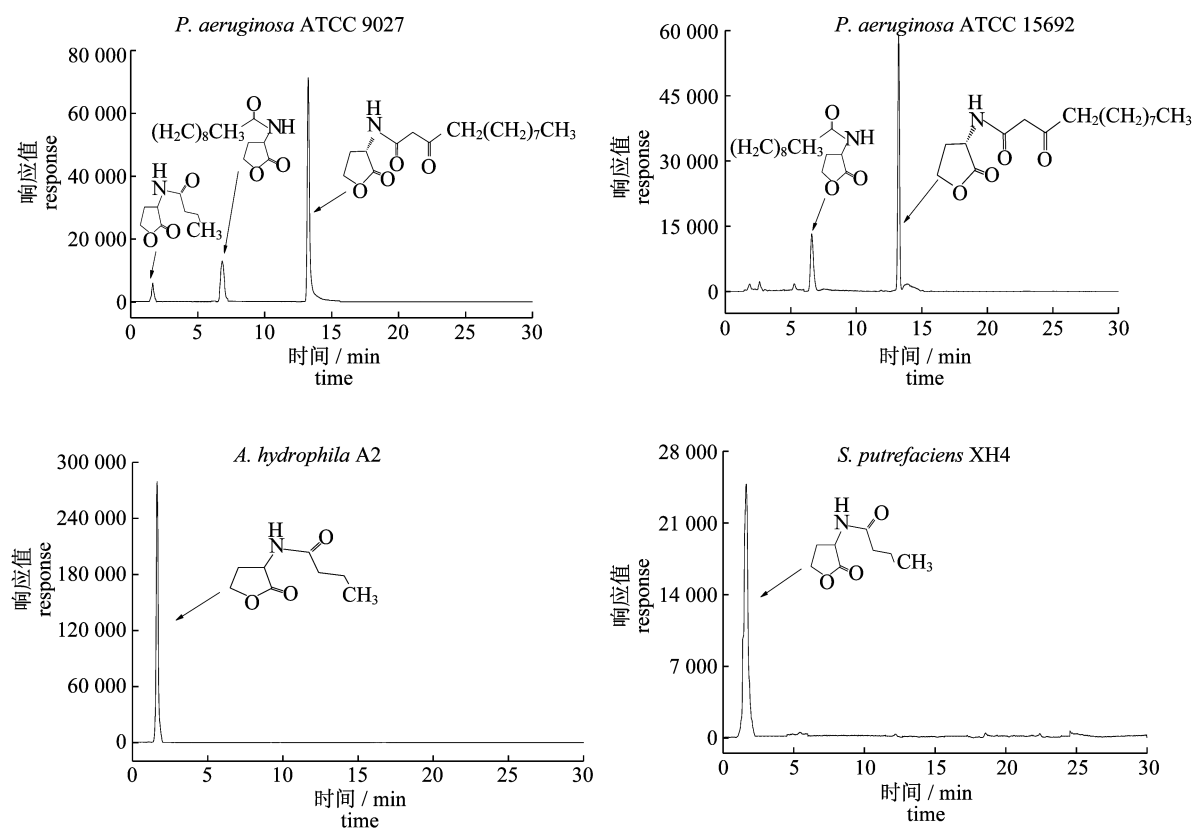 P. aeruginosa ATCC 9027
80 000
60 000
40 000
20 000
0
响应值
response
0 5 10 15 20 25 30
时间 / min
time
O
NH
(H2C)8CH3
O
O
H
N
O
CH3
O
O
H
N
O
O
CH2(CH2)7CH3
O
O
P. aeruginosa ATCC 15692
60 000
45 000
30 000
15 000
0
响应值
response
0 5 10 15 20 25 30
时间 / min
time
O
NH
(H2C)8CH3
O
O
H
N
O
O
CH2(CH2)7CH3
O
O
A. hydrophila A2
300 000
240 000
180 000
120 000
60 000
0
响应值
response
0 5 10 15 20 25 30
时间 / min
time
H
N
O
CH3
O
O
S. putrefaciens XH4
28 000
21 000
14 000
7 000
0
响应值
response
0 5 10 15 20 25 30
时间 / min
time
H
N
O
CH3
O
O